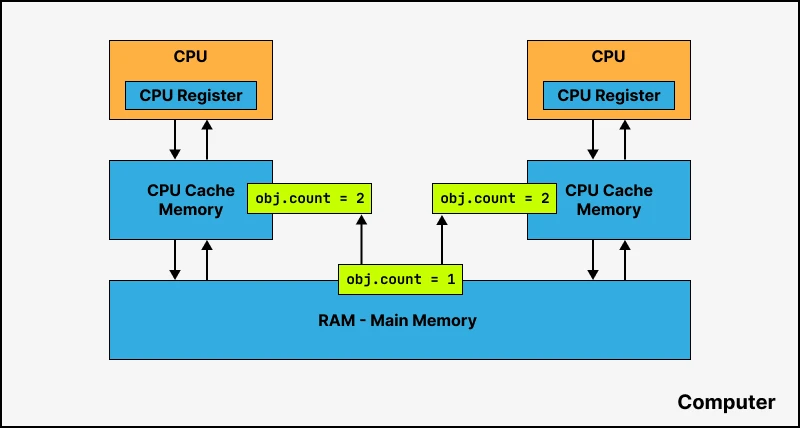 CPU
CPU Register
CPU
CPU Register
CPU Cache
Memory
obj.count = 2
obj.count = 2
CPU Cache
Memory
obj.count = 1
RAM - Main Memory
Computer